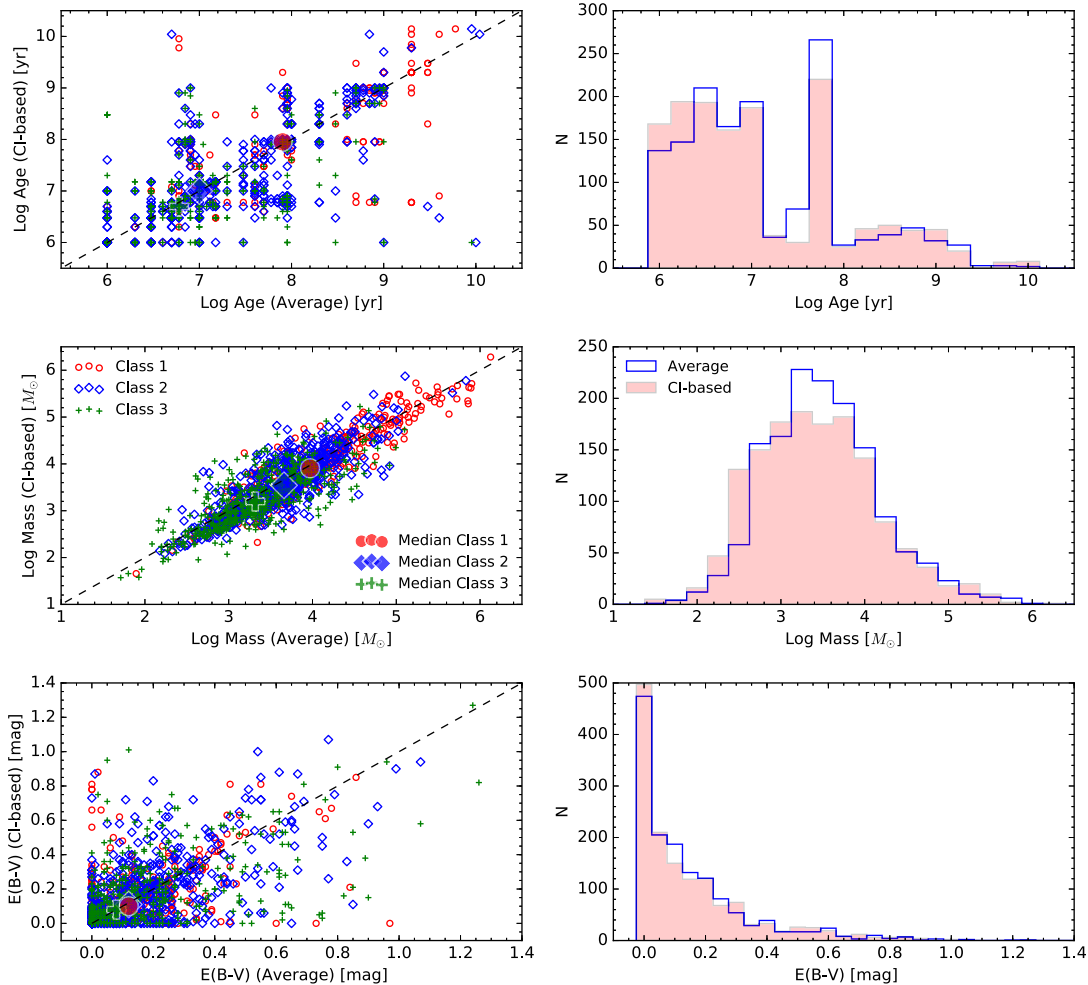 Log Age (CI-based) [yr]
10
9
8
7
6
6 7 8 9 10
Log Age (Average) [yr]
N
300
250
200
150
100
50
0
6 7 8 9 10
Log Age [yr]
Log Mass (CI-based) [M☉]
6
5
4
3
2
1
Class 1
Class 2
Class 3
Median Class 1
Median Class 2
Median Class 3
1 2 3 4 5 6
Log Mass (Average) [M☉]
N
250
200
150
100
50
0
Average
CI-based
1 2 3 4 5 6
Log Mass [M☉]
E(B-V) (CI-based) [mag]
1.4
1.2
1.0
0.8
0.6
0.4
0.2
0.0
0.0 0.2 0.4 0.6 0.8 1.0 1.2 1.4
E(B-V) (Average) [mag]
N
500
400
300
200
100
0
0.0 0.2 0.4 0.6 0.8 1.0 1.2 1.4
E(B-V) [mag]